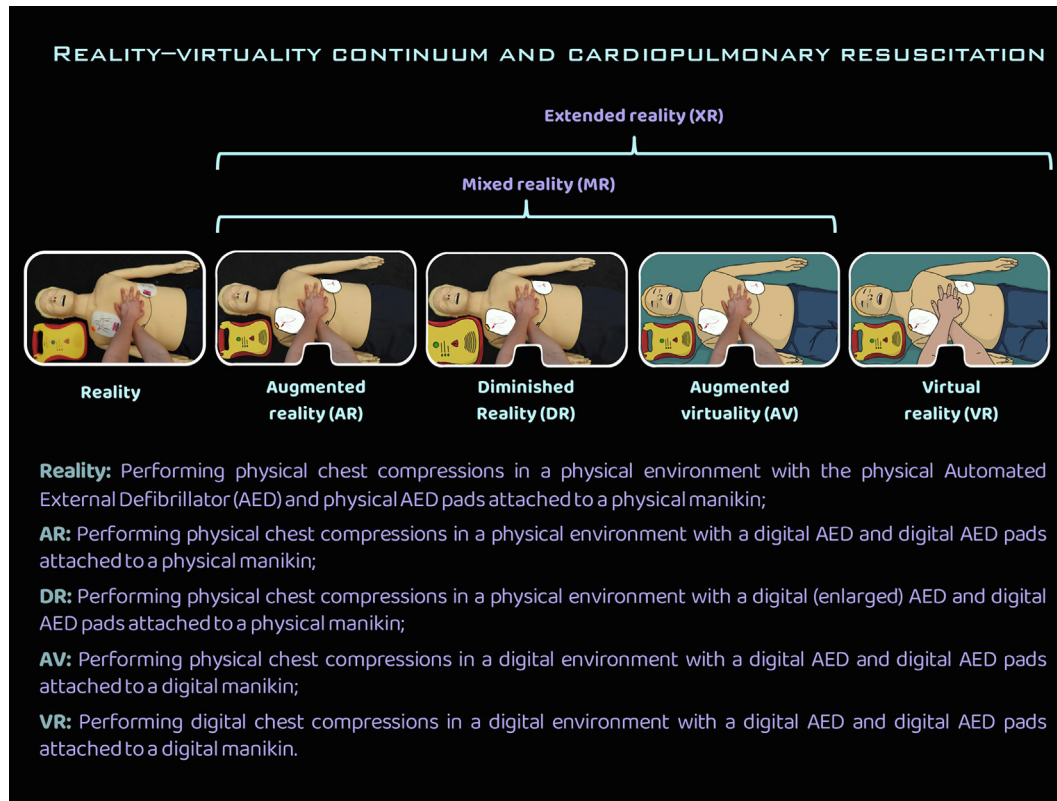 Reality–virtuality continuum and cardiopulmonary resuscitation
Extended reality (XR)
Mixed reality (MR)
Reality
Augmented
reality (AR)
Diminished
Reality (DR)
Augmented
virtuality (AV)
Virtual
reality (VR)
Reality: Performing physical chest compressions in a physical environment with the physical Automated
External Defibrillator (AED) and physical AED pads attached to a physical manikin;
AR: Performing physical chest compressions in a physical environment with a digital AED and digital AED pads
attached to a physical manikin;
DR: Performing physical chest compressions in a physical environment with a digital (enlarged) AED and digital
AED pads attached to a physical manikin;
AV: Performing physical chest compressions in a digital environment with a digital AED and digital AED pads
attached to a digital manikin;
VR: Performing digital chest compressions in a digital environment with a digital AED and digital AED pads
attached to a digital manikin.